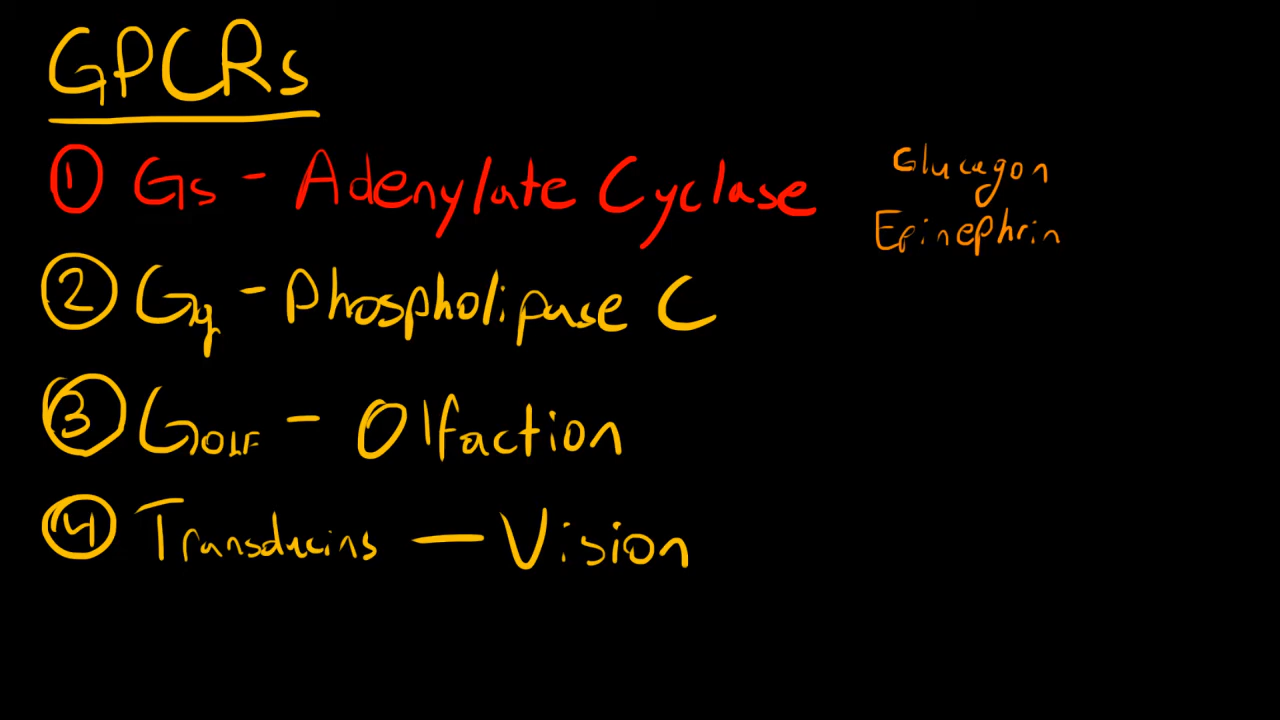 GPCRs
① Gs - Adenylate Cyclase
Glucagon
Epinephrin
② Gq - Phospholipase C
③ GOLF - Olfaction
④ Transducins — Vision